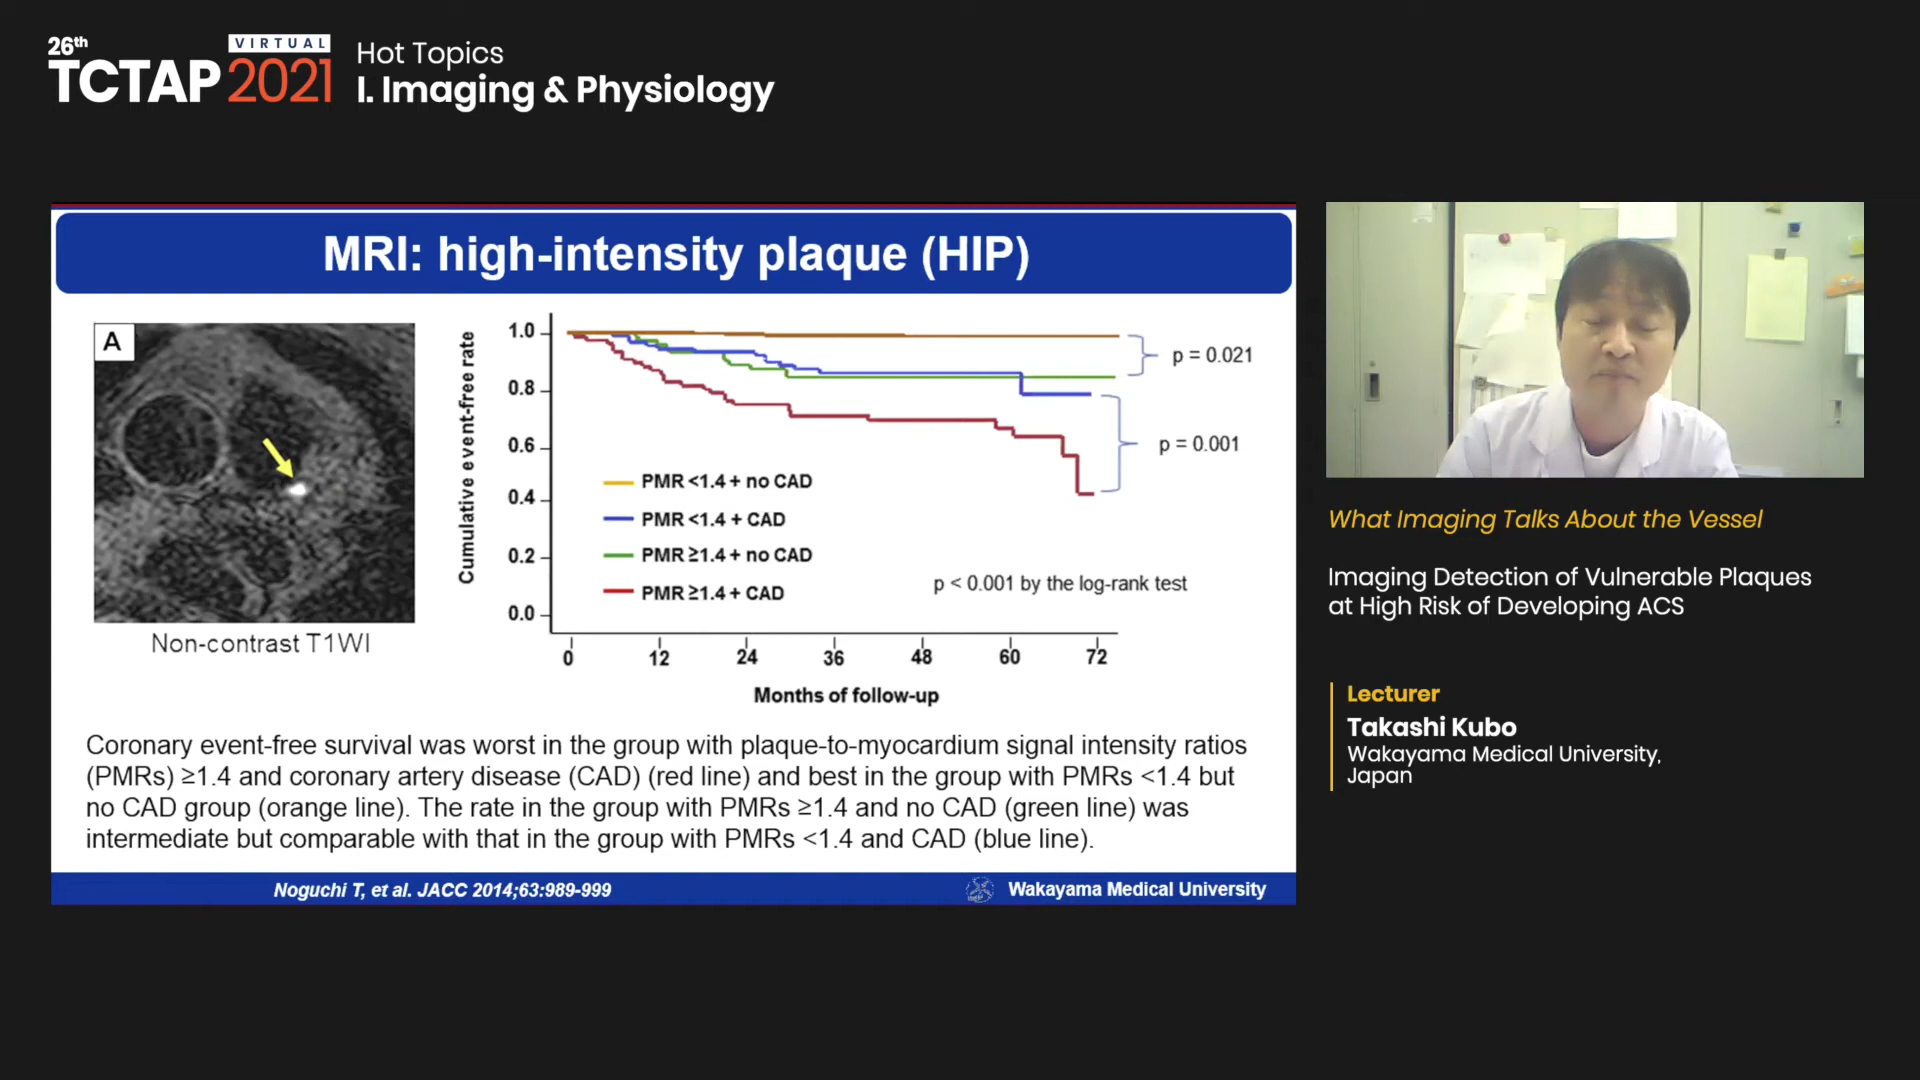 26th
VIRTUAL
TCTAP 2021
Hot Topics
I. Imaging & Physiology
MRI: high-intensity plaque (HIP)
A
Non-contrast T1WI
Cumulative event-free rate
1.0
0.8
0.6
0.4
0.2
0.0
p = 0.021
p = 0.001
PMR <1.4 + no CAD
PMR <1.4 + CAD
PMR ≥1.4 + no CAD
PMR ≥1.4 + CAD
p < 0.001 by the log-rank test
0 12 24 36 48 60 72
Months of follow-up
Coronary event-free survival was worst in the group with plaque-to-myocardium signal intensity ratios
(PMRs) ≥1.4 and coronary artery disease (CAD) (red line) and best in the group with PMRs <1.4 but
no CAD group (orange line). The rate in the group with PMRs ≥1.4 and no CAD (green line) was
intermediate but comparable with that in the group with PMRs <1.4 and CAD (blue line).
Noguchi T, et al. JACC 2014;63:989-999
Wakayama Medical University
What Imaging Talks About the Vessel
Imaging Detection of Vulnerable Plaques
at High Risk of Developing ACS
Lecturer
Takashi Kubo
Wakayama Medical University,
Japan